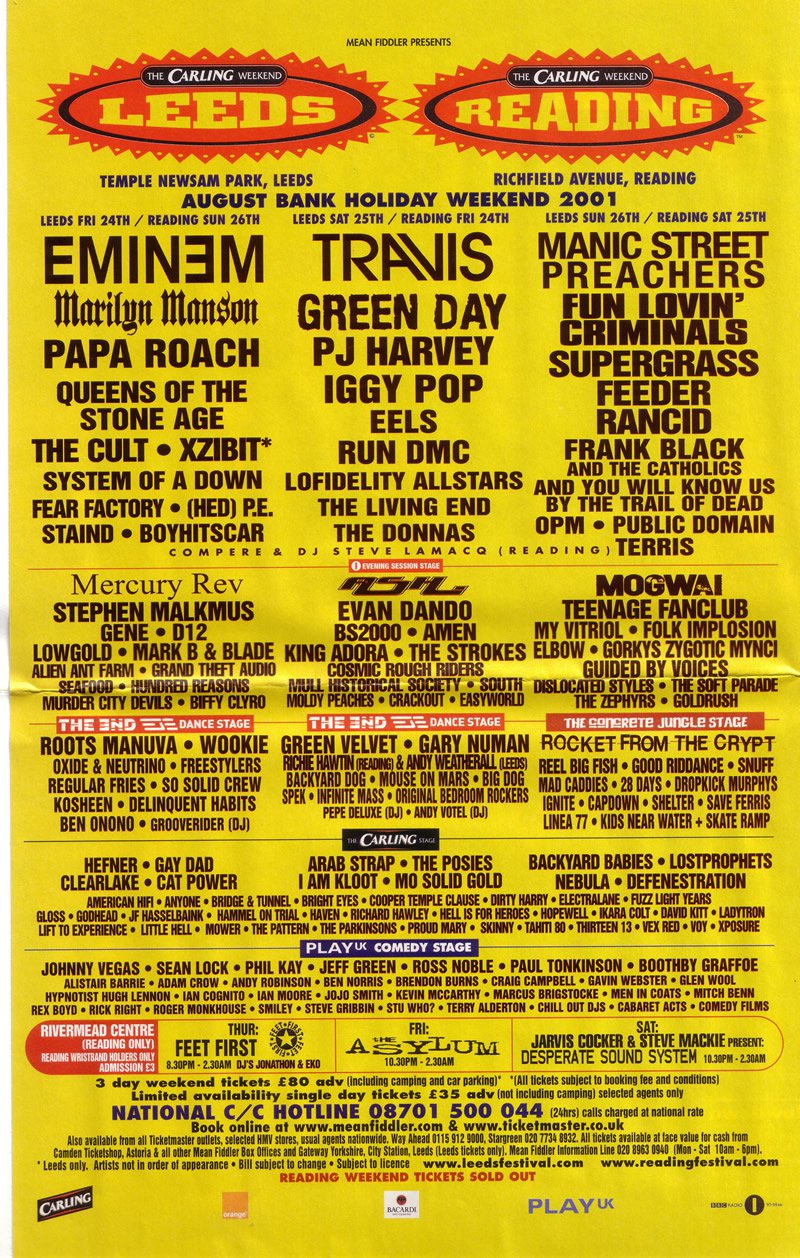 MEAN FIDDLER PRESENTS
THE CARLING WEEKEND
LEEDS
THE CARLING WEEKEND
READING
TEMPLE NEWSAM PARK, LEEDS
RICHFIELD AVENUE, READING
AUGUST BANK HOLIDAY WEEKEND 2001
LEEDS FRI 24TH / READING SUN 26TH
EMINEM
Marilyn Manson
PAPA ROACH
QUEENS OF THE
STONE AGE
THE CULT • XZIBIT*
SYSTEM OF A DOWN
FEAR FACTORY • (HED) P.E.
STAIND • BOYHITSCAR
LEEDS SAT 25TH / READING FRI 24TH
TRAVIS
GREEN DAY
PJ HARVEY
IGGY POP
EELS
RUN DMC
LOFIDELITY ALLSTARS
THE LIVING END
THE DONNAS
LEEDS SUN 26TH / READING SAT 25TH
MANIC STREET
PREACHERS
FUN LOVIN'
CRIMINALS
SUPERGRASS
FEEDER
RANCID
FRANK BLACK
AND THE CATHOLICS
AND YOU WILL KNOW US
BY THE TRAIL OF DEAD
OPM • PUBLIC DOMAIN
TERRIS
COMPERE & DJ STEVE LAMACQ (READING)
1 EVENING SESSION STAGE
Mercury Rev
STEPHEN MALKMUS
GENE • D12
LOWGOLD • MARK B & BLADE
ALIEN ANT FARM • GRAND THEFT AUDIO
SEAFOOD • HUNDRED REASONS
MURDER CITY DEVILS • BIFFY CLYRO
ASH
EVAN DANDO
BS2000 • AMEN
KING ADORA • THE STROKES
COSMIC ROUGH RIDERS
MULL HISTORICAL SOCIETY • SOUTH
MOLDY PEACHES • CRACKOUT • EASYWORLD
MOGWAI
TEENAGE FANCLUB
MY VITRIOL • FOLK IMPLOSION
ELBOW • GORKYS ZYGOTIC MYNCI
GUIDED BY VOICES
DISLOCATED STYLES • THE SOFT PARADE
THE ZEPHYRS • GOLDRUSH
THE END DANCE STAGE
ROOTS MANUVA • WOOKIE
OXIDE & NEUTRINO • FREESTYLERS
REGULAR FRIES • SO SOLID CREW
KOSHEEN • DELINQUENT HABITS
BEN ONONO • GROOVERIDER (DJ)
THE END DANCE STAGE
GREEN VELVET • GARY NUMAN
RICHIE HAWTIN (READING) & ANDY WEATHERALL (LEEDS)
BACKYARD DOG • MOUSE ON MARS • BIG DOG
SPEK • INFINITE MASS • ORIGINAL BEDROOM ROCKERS
PEPE DELUXE (DJ) • ANDY VOTEL (DJ)
THE CONCRETE JUNGLE STAGE
ROCKET FROM THE CRYPT
REEL BIG FISH • GOOD RIDDANCE • SNUFF
MAD CADDIES • 28 DAYS • DROPKICK MURPHYS
IGNITE • CAPDOWN • SHELTER • SAVE FERRIS
LINEA 77 • KIDS NEAR WATER + SKATE RAMP
THE CARLING STAGE
HEFNER • GAY DAD
CLEARLAKE • CAT POWER
ARAB STRAP • THE POSIES
I AM KLOOT • MO SOLID GOLD
BACKYARD BABIES • LOSTPROPHETS
NEBULA • DEFENESTRATION
AMERICAN HIFI • ANYONE • BRIDGE & TUNNEL • BRIGHT EYES • COOPER TEMPLE CLAUSE • DIRTY HARRY • ELECTRALANE • FUZZ LIGHT YEARS
GLOSS • GODHEAD • JF HASSELBAINK • HAMMEL ON TRIAL • HAVEN • RICHARD HAWLEY • HELL IS FOR HEROES • HOPEWELL • IKARA COLT • DAVID KITT • LADYTRON
LIFT TO EXPERIENCE • LITTLE HELL • MOWER • THE PATTERN • THE PARKINSONS • PROUD MARY • SKINNY • TAHITI 80 • THIRTEEN 13 • VEX RED • VOY • XPOSURE
PLAY UK COMEDY STAGE
JOHNNY VEGAS • SEAN LOCK • PHIL KAY • JEFF GREEN • ROSS NOBLE • PAUL TONKINSON • BOOTHBY GRAFFOE
ALISTAIR BARRIE • ADAM CROW • ANDY ROBINSON • BEN NORRIS • BRENDON BURNS • CRAIG CAMPBELL • GAVIN WEBSTER • GLEN WOOL
HYPNOTIST HUGH LENNON • IAN COGNITO • IAN MOORE • JOJO SMITH • KEVIN MCCARTHY • MARCUS BRIGSTOCKE • MEN IN COATS • MITCH BENN
REX BOYD • RICK RIGHT • ROGER MONKHOUSE • SMILEY • STEVE GRIBBIN • STU WHO? • TERRY ALDERTON • CHILL OUT DJS • CABARET ACTS • COMEDY FILMS
RIVERMEAD CENTRE
(READING ONLY)
READING WRISTBAND HOLDERS ONLY
ADMISSION £3
THUR:
FEET FIRST
8.30PM - 2.30AM DJ'S JONATHON & EKO
FEET FIRST
FRI:
THE ASYLUM
10.30PM - 2.30AM
SAT:
JARVIS COCKER & STEVE MACKIE PRESENT:
DESPERATE SOUND SYSTEM 10.30PM - 2.30AM
3 day weekend tickets £80 adv (including camping and car parking)* *(All tickets subject to booking fee and conditions)
Limited availability single day tickets £35 adv (not including camping) selected agents only
NATIONAL C/C HOTLINE 08701 500 044 (24hrs) calls charged at national rate
Book online at www.meanfiddler.com & www.ticketmaster.co.uk
Also available from all Ticketmaster outlets, selected HMV stores, usual agents nationwide. Way Ahead 0115 912 9000, Stargreen 020 7734 8932. All tickets available at face value for cash from
Camden Ticketshop, Astoria & all other Mean Fiddler Box Offices and Gateway Yorkshire, City Station, Leeds (Leeds tickets only). Mean Fiddler Information Line 020 8963 0940 (Mon - Sat 10am - 6pm).
* Leeds only. Artists not in order of appearance • Bill subject to change • Subject to licence www.leedsfestival.com www.readingfestival.com
READING WEEKEND TICKETS SOLD OUT
CARLING
orange
BACARDI
PLAY UK
BBC RADIO 1 97-99 FM